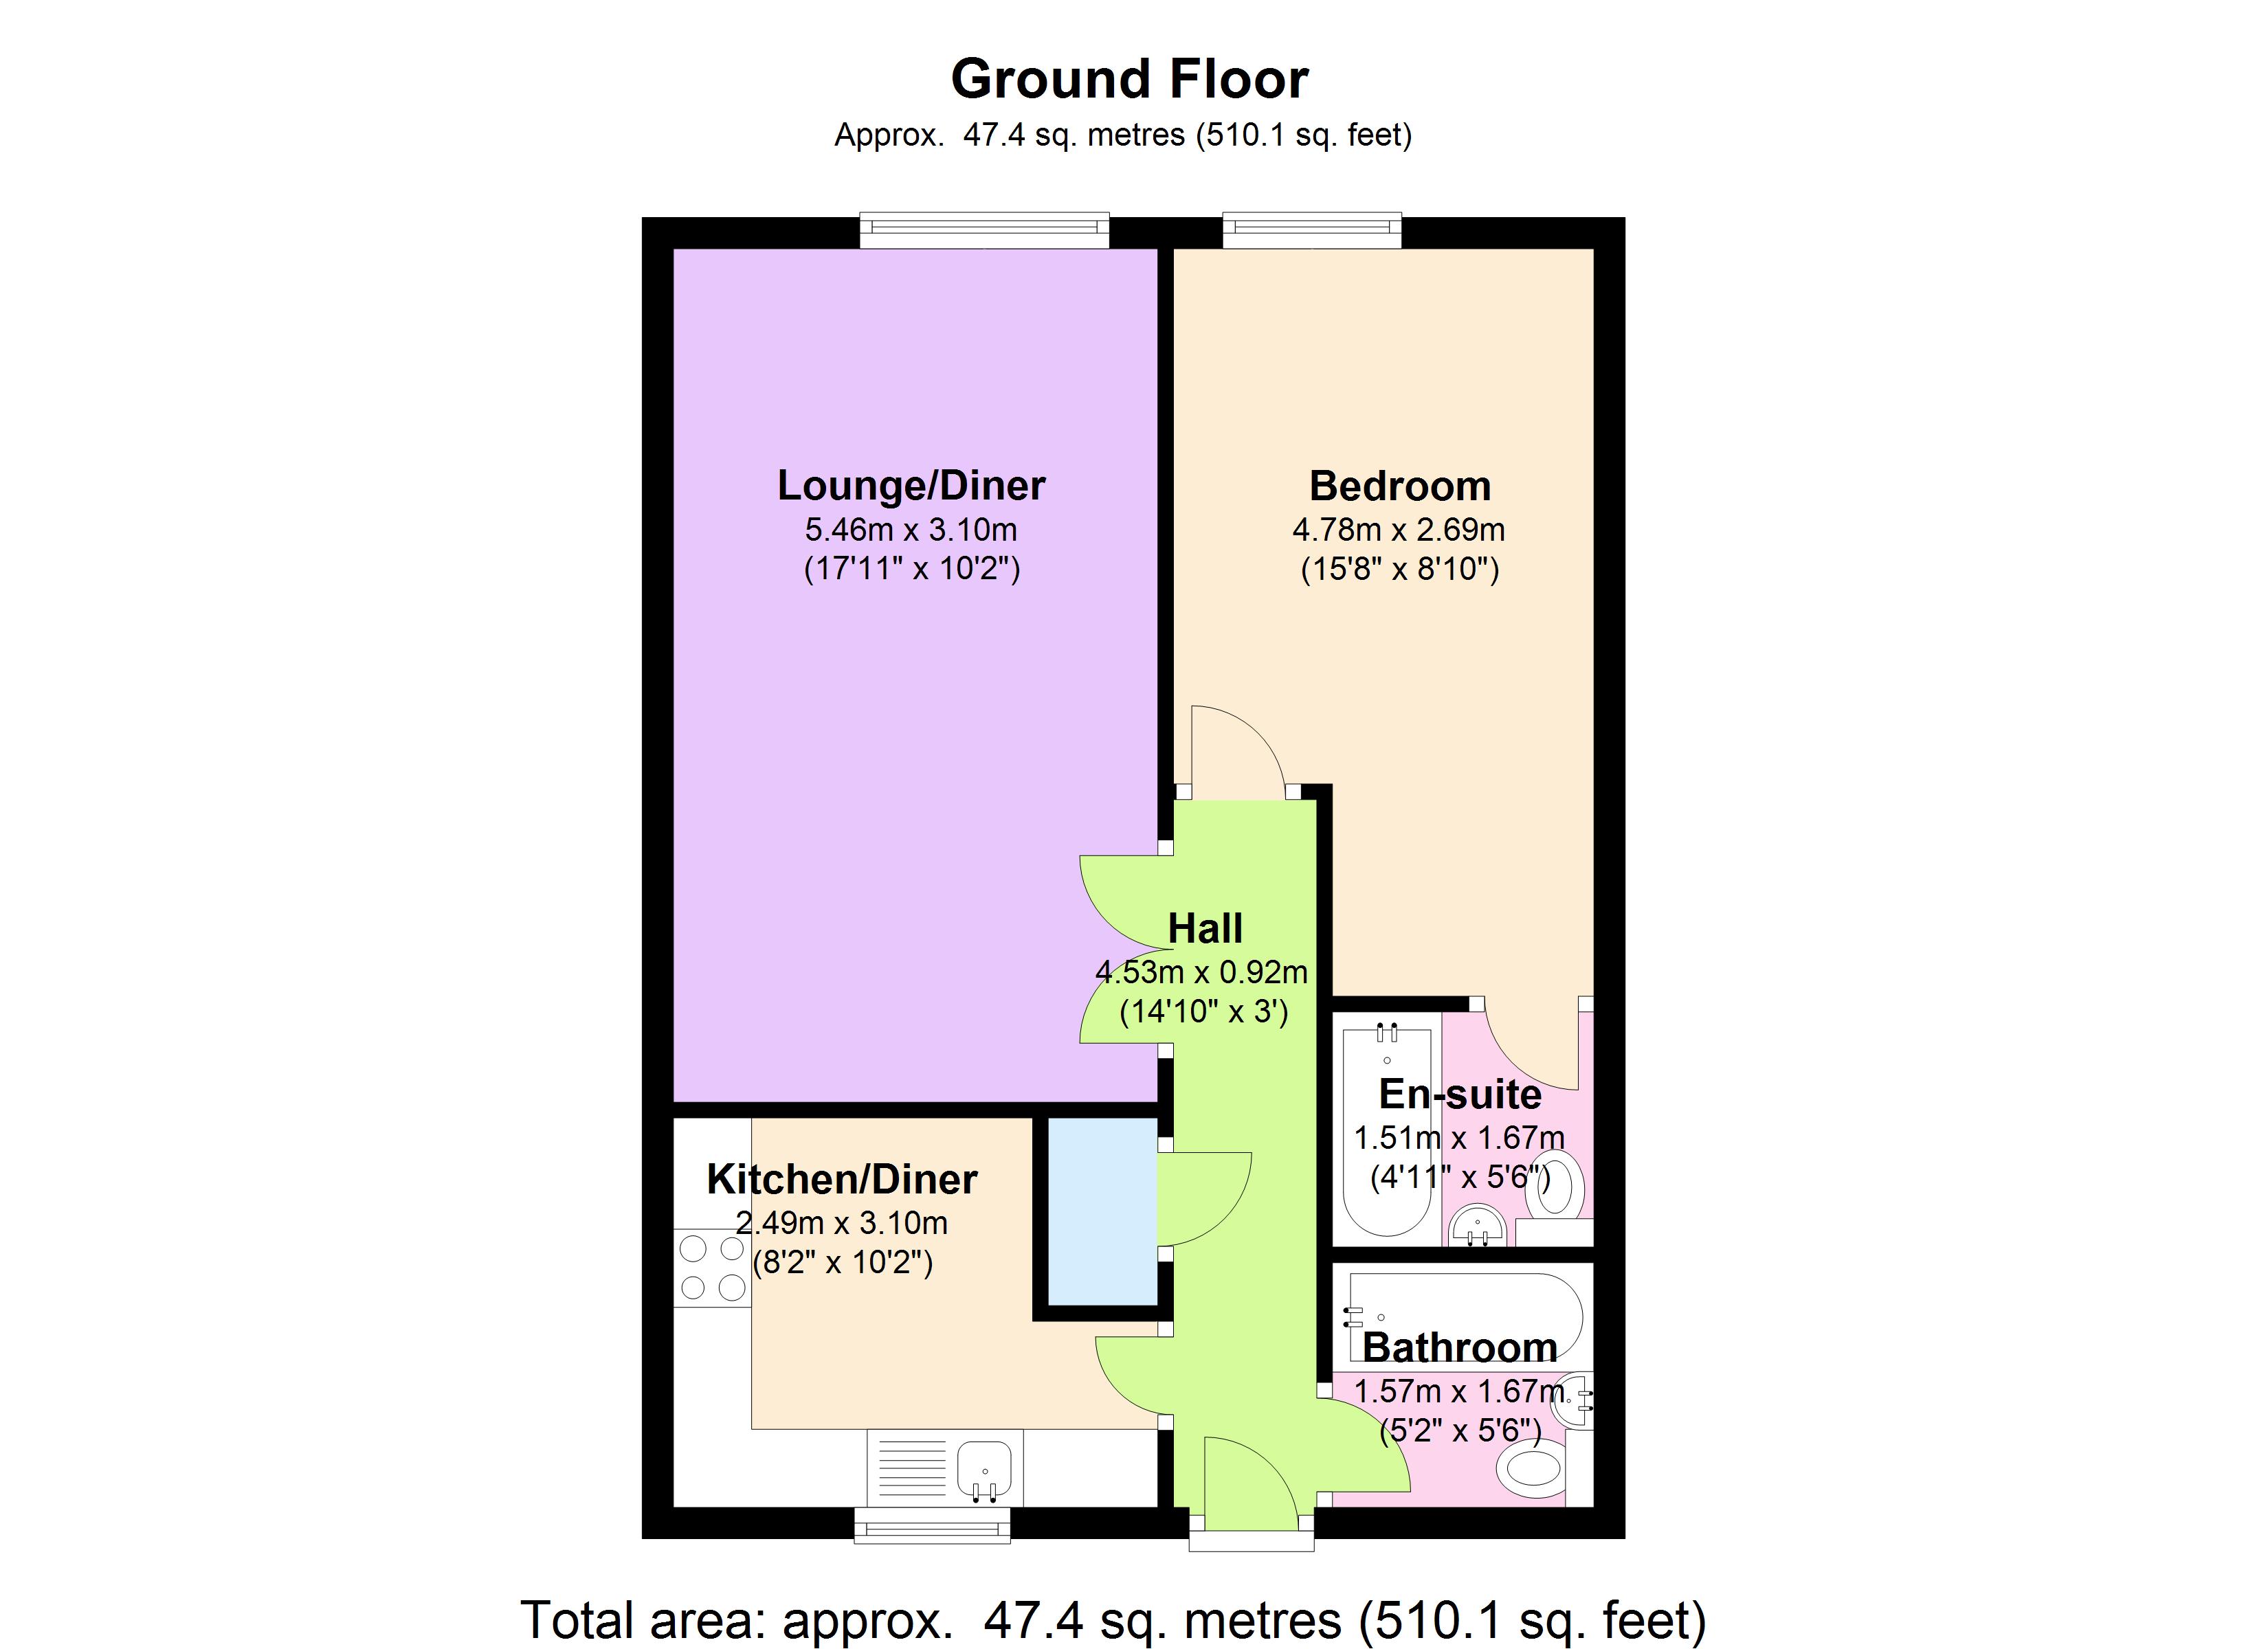 Ground Floor
Approx.  47.4 sq. metres (510.1 sq. feet)
Lounge/Diner
5.46m x 3.10m
(17'11" x 10'2")
Bedroom
4.78m x 2.69m
(15'8" x 8'10")
Hall
4.53m x 0.92m
(14'10" x 3')
En-suite
1.51m x 1.67m
(4'11" x 5'6")
Kitchen/Diner
2.49m x 3.10m
(8'2" x 10'2")
Bathroom
1.57m x 1.67m
(5'2" x 5'6")
Total area: approx.  47.4 sq. metres (510.1 sq. feet)